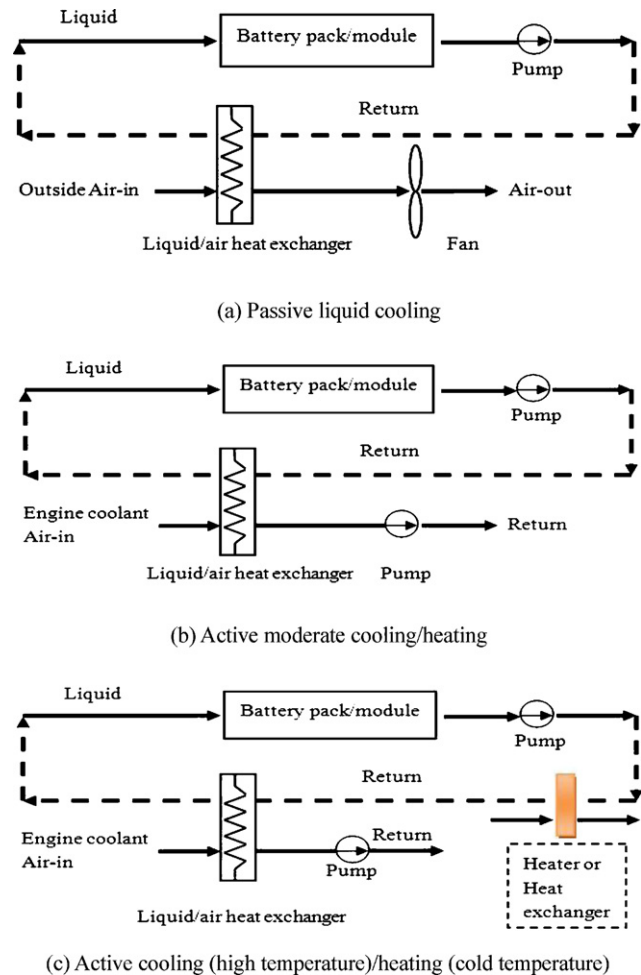 Liquid
Battery pack/module
Pump
Return
Outside Air-in
Air-out
Liquid/air heat exchanger
Fan
(a) Passive liquid cooling
Liquid
Battery pack/module
Pump
Return
Engine coolant
Air-in
Return
Liquid/air heat exchanger
Pump
(b) Active moderate cooling/heating
Liquid
Battery pack/module
Pump
Return
Engine coolant
Air-in
Return
Pump
Heater or
Heat
exchanger
Liquid/air heat exchanger
(c) Active cooling (high temperature)/heating (cold temperature)